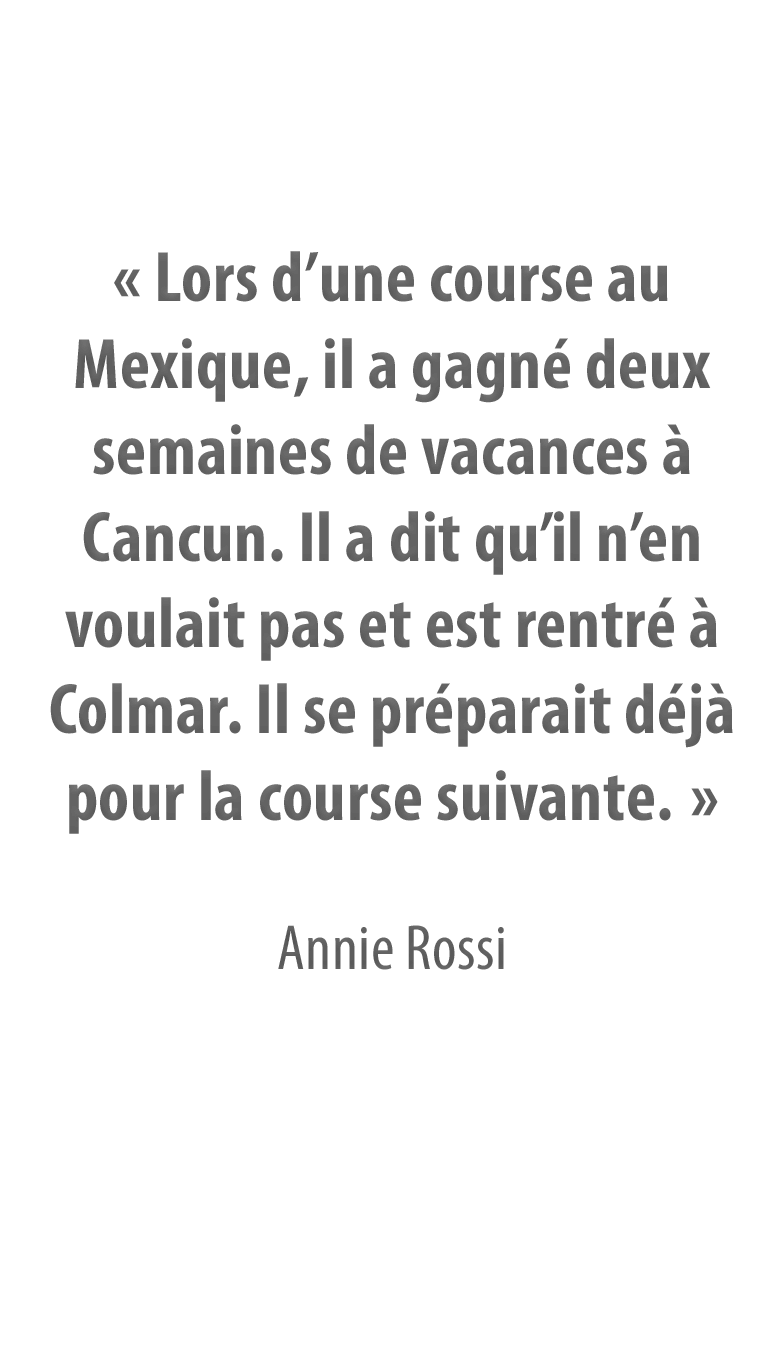 « Lors d’une course au
Mexique, il a gagné deux
semaines de vacances à
Cancun. Il a dit qu’il n’en
voulait pas et est rentré à
Colmar. Il se préparait déjà
pour la course suivante. »
Annie Rossi